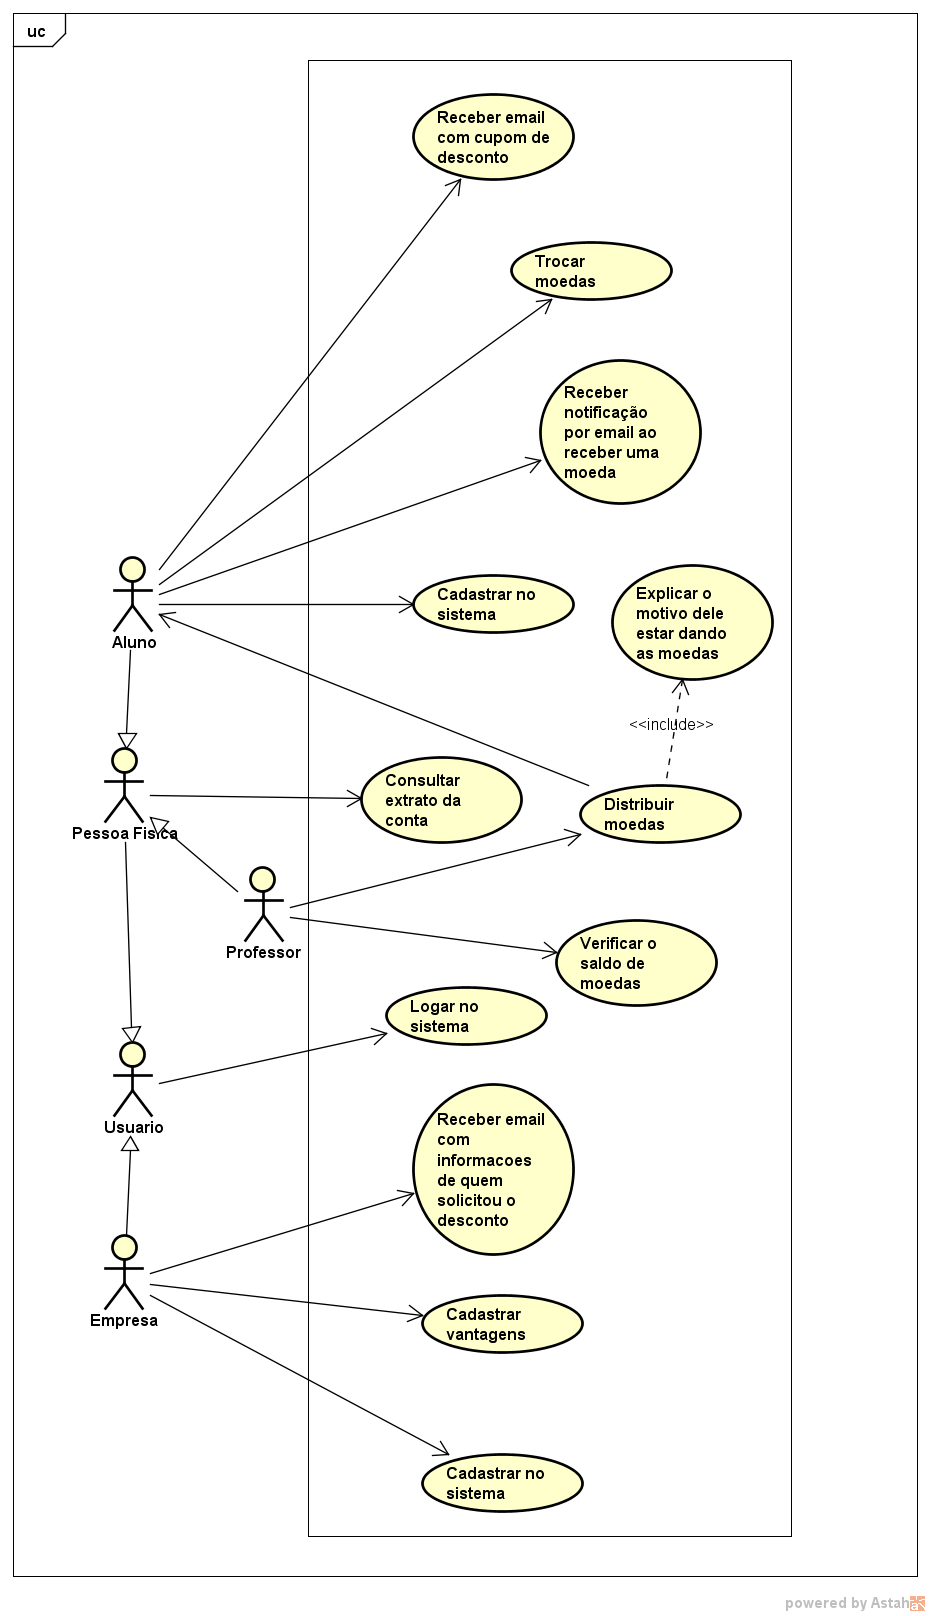 uc
Receber email
com cupom de
desconto
Trocar
moedas
Receber
notificação
por email ao
receber uma
moeda
Cadastrar no
sistema
Explicar o
motivo dele
estar dando
as moedas
Aluno
<<include>>
Consultar
extrato da
conta
Distribuir
moedas
Pessoa Fisica
Professor
Verificar o
saldo de
moedas
Logar no
sistema
Usuario
Receber email
com
informacoes
de quem
solicitou o
desconto
Empresa
Cadastrar
vantagens
Cadastrar no
sistema
powered by Astah